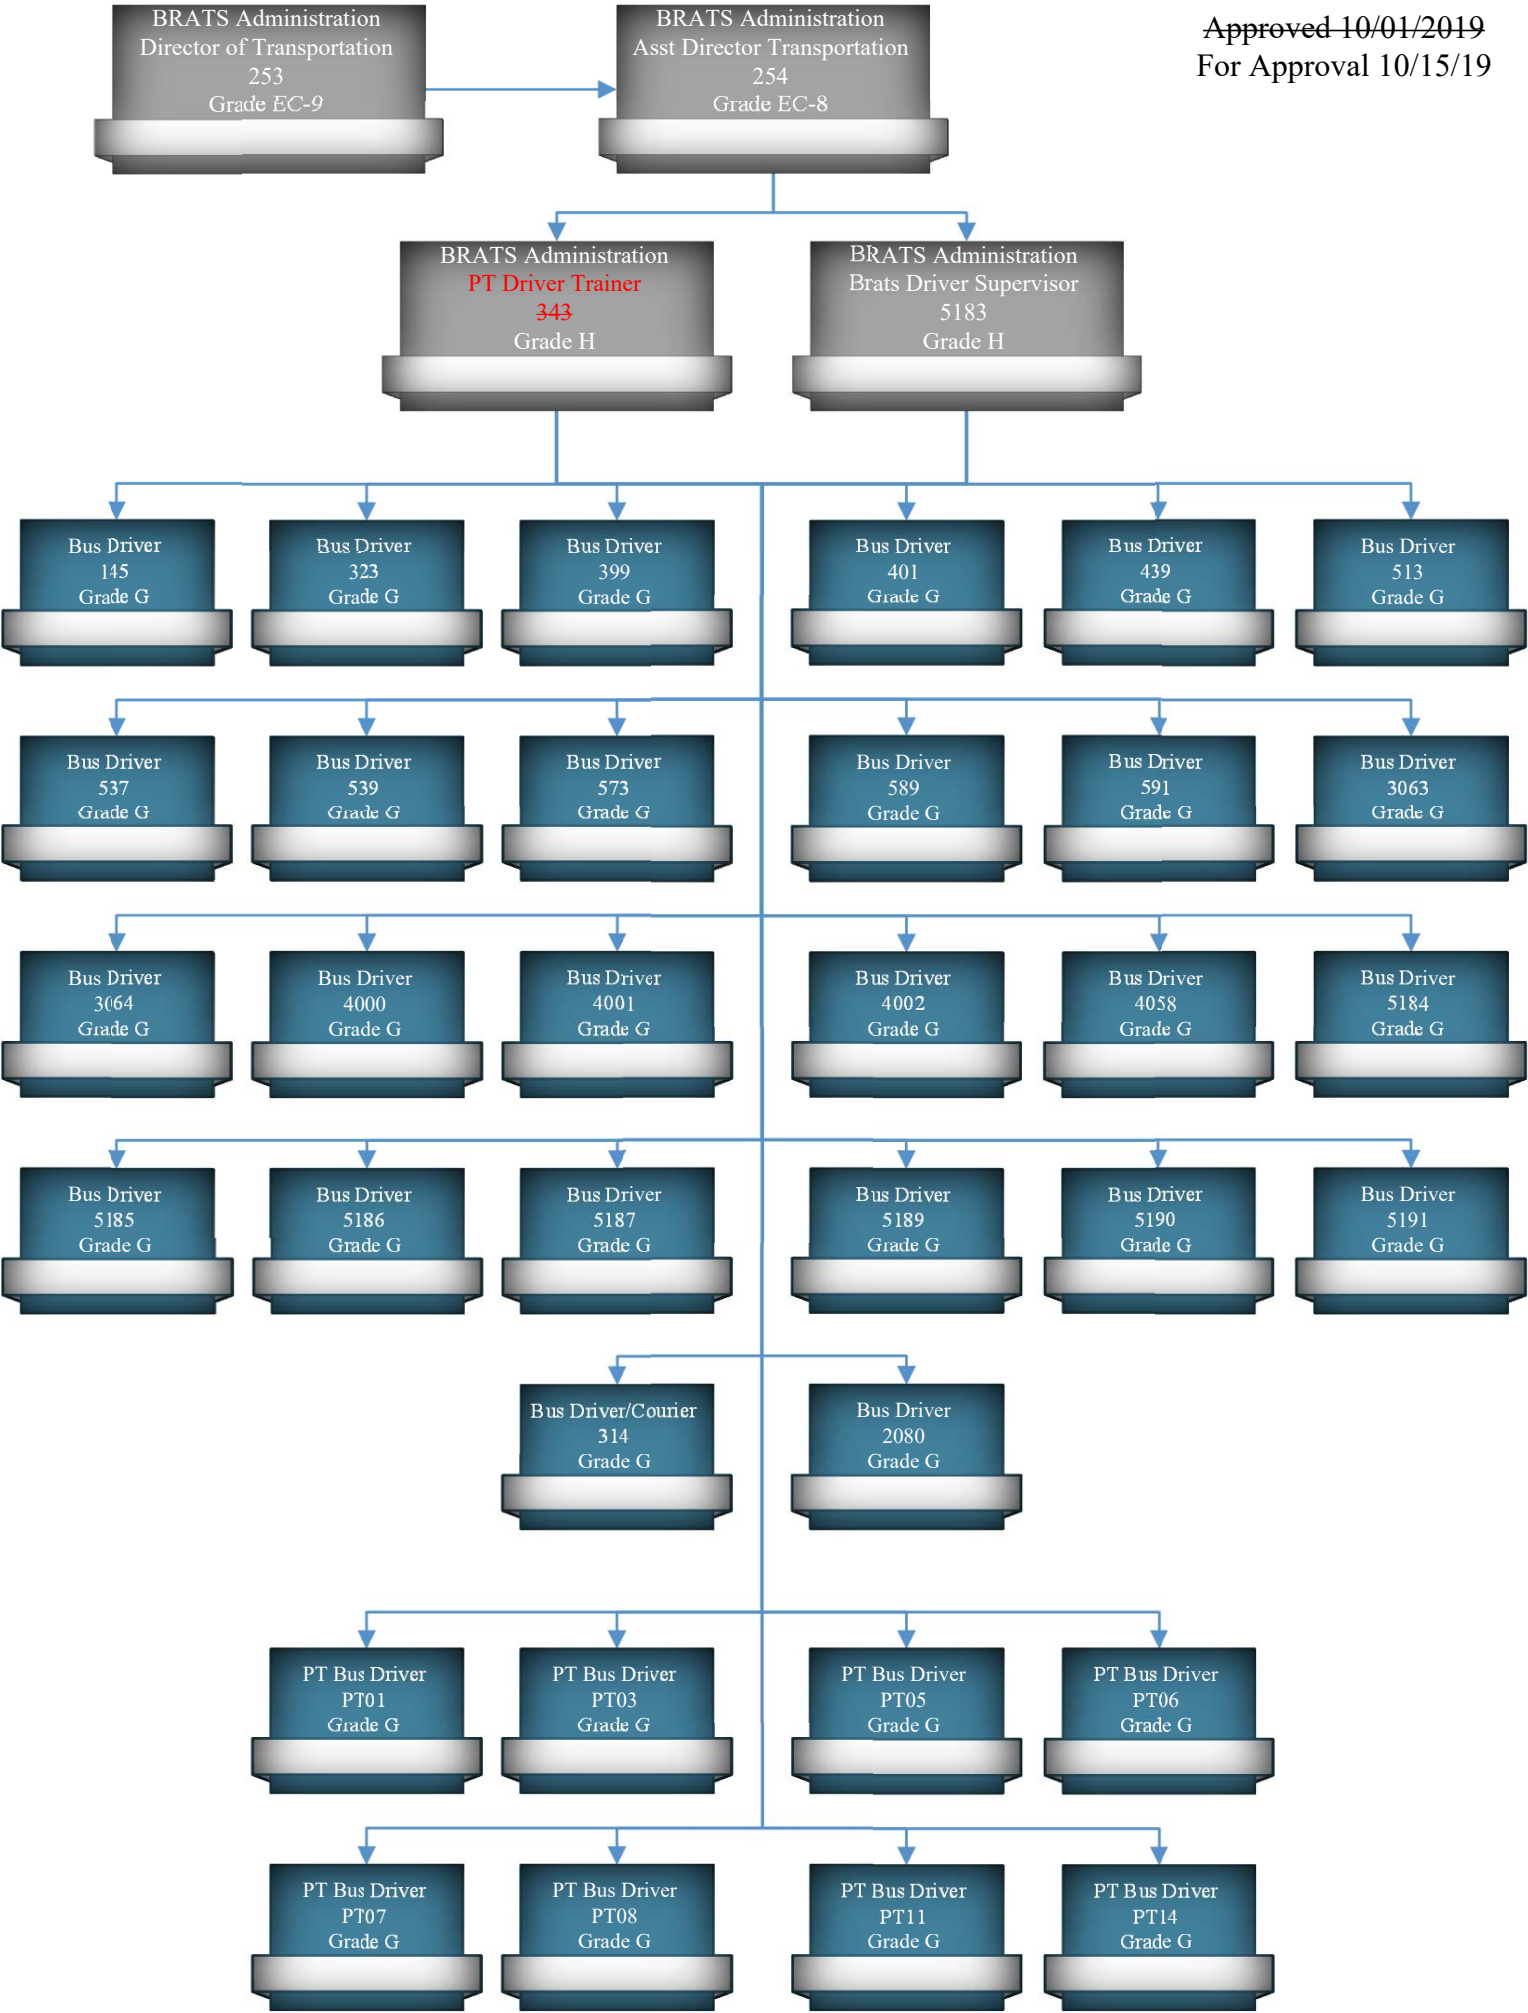 BRATS Administration
Director of Transportation
253
Grade EC-9
BRATS Administration
Asst Director Transportation
254
Grade EC-8
Approved 10/01/2019
For Approval 10/15/19
BRATS Administration
PT Driver Trainer
343
Grade H
BRATS Administration
Brats Driver Supervisor
5183
Grade H
Bus Driver
145
Grade G
Bus Driver
323
Grade G
Bus Driver
399
Grade G
Bus Driver
401
Grade G
Bus Driver
439
Grade G
Bus Driver
513
Grade G
Bus Driver
537
Grade G
Bus Driver
539
Grade G
Bus Driver
573
Grade G
Bus Driver
589
Grade G
Bus Driver
591
Grade G
Bus Driver
3063
Grade G
Bus Driver
3064
Grade G
Bus Driver
4000
Grade G
Bus Driver
4001
Grade G
Bus Driver
4002
Grade G
Bus Driver
4058
Grade G
Bus Driver
5184
Grade G
Bus Driver
5185
Grade G
Bus Driver
5186
Grade G
Bus Driver
5187
Grade G
Bus Driver
5189
Grade G
Bus Driver
5190
Grade G
Bus Driver
5191
Grade G
Bus Driver/Courier
314
Grade G
Bus Driver
2080
Grade G
PT Bus Driver
PT01
Grade G
PT Bus Driver
PT03
Grade G
PT Bus Driver
PT05
Grade G
PT Bus Driver
PT06
Grade G
PT Bus Driver
PT07
Grade G
PT Bus Driver
PT08
Grade G
PT Bus Driver
PT11
Grade G
PT Bus Driver
PT14
Grade G